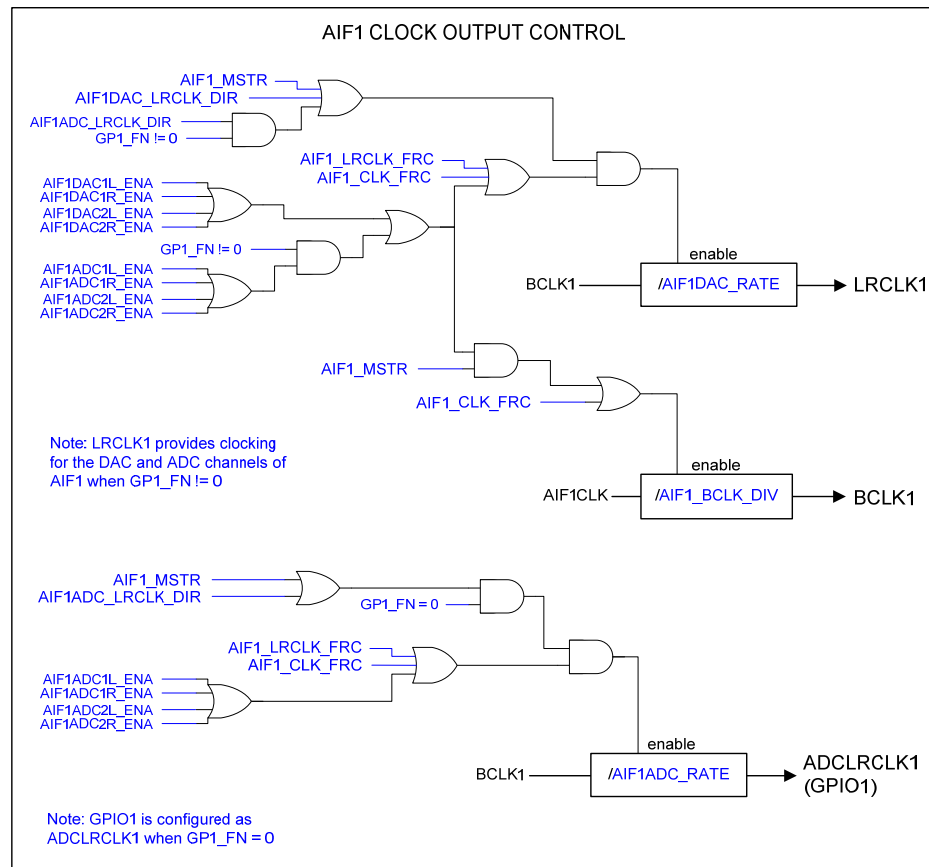 AIF1 CLOCK OUTPUT CONTROL
AIF1_MSTR
AIF1DAC_LRCLK_DIR
AIF1ADC_LRCLK_DIR
GP1_FN != 0
AIF1_LRCLK_FRC
AIF1_CLK_FRC
AIF1DAC1L_ENA
AIF1DAC1R_ENA
AIF1DAC2L_ENA
AIF1DAC2R_ENA
GP1_FN != 0
AIF1ADC1L_ENA
AIF1ADC1R_ENA
AIF1ADC2L_ENA
AIF1ADC2R_ENA
enable
BCLK1
/AIF1DAC_RATE
LRCLK1
AIF1_MSTR
AIF1_CLK_FRC
Note: LRCLK1 provides clocking
for the DAC and ADC channels of
AIF1 when GP1_FN != 0
enable
AIF1CLK
/AIF1_BCLK_DIV
BCLK1
AIF1_MSTR
AIF1ADC_LRCLK_DIR
GP1_FN = 0
AIF1_LRCLK_FRC
AIF1_CLK_FRC
AIF1ADC1L_ENA
AIF1ADC1R_ENA
AIF1ADC2L_ENA
AIF1ADC2R_ENA
enable
BCLK1
/AIF1ADC_RATE
ADCLRCLK1
(GPIO1)
Note: GPIO1 is configured as
ADCLRCLK1 when GP1_FN = 0